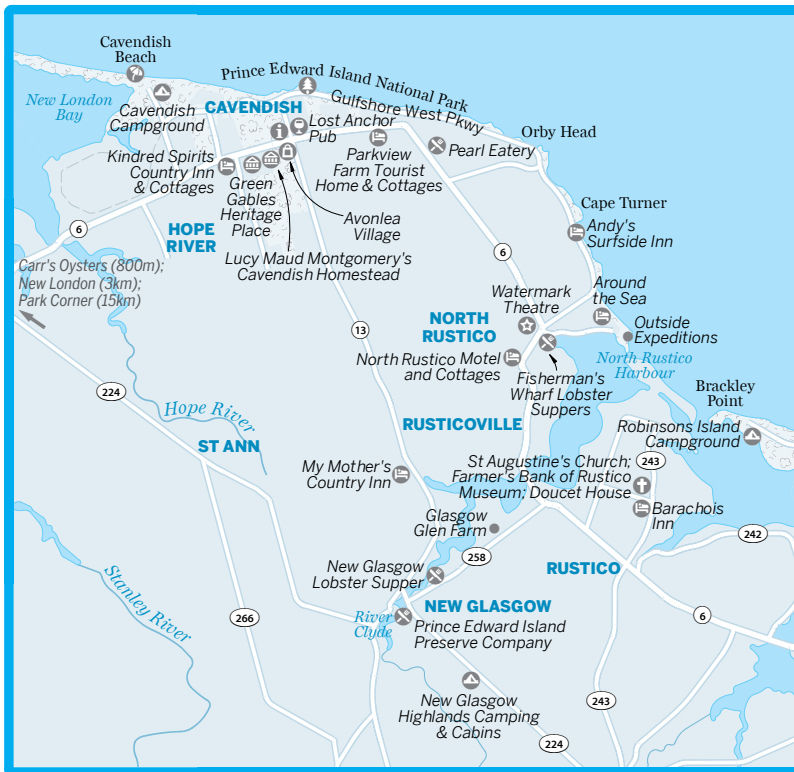 Cavendish
Beach
Prince Edward Island National Park
New London
Bay
Cavendish
Campground
CAVENDISH
Gulfshore West Pkwy
Lost Anchor
Pub
Orby Head
Kindred Spirits
Country Inn
& Cottages
Parkview
Farm Tourist
Home & Cottages
Pearl Eatery
Green
Gables
Heritage
Place
Avonlea
Village
Cape Turner
Andy's
Surfside Inn
HOPE
RIVER
6
Lucy Maud Montgomery's
Cavendish Homestead
6
Carr's Oysters (800m);
New London (3km);
Park Corner (15km)
Around
the Sea
Watermark
Theatre
NORTH
RUSTICO
13
Outside
Expeditions
North Rustico Motel
and Cottages
North Rustico
Harbour
Fisherman's
Wharf Lobster
Suppers
Brackley
Point
224
Hope River
RUSTICOVILLE
Robinsons Island
Campground
ST ANN
My Mother's
Country Inn
St Augustine's Church;
Farmer's Bank of Rustico
Museum; Doucet House
243
Barachois
Inn
Glasgow
Glen Farm
242
258
Stanley River
New Glasgow
Lobster Supper
RUSTICO
266
River
Clyde
NEW GLASGOW
Prince Edward Island
Preserve Company
6
New Glasgow
Highlands Camping
& Cabins
243
224